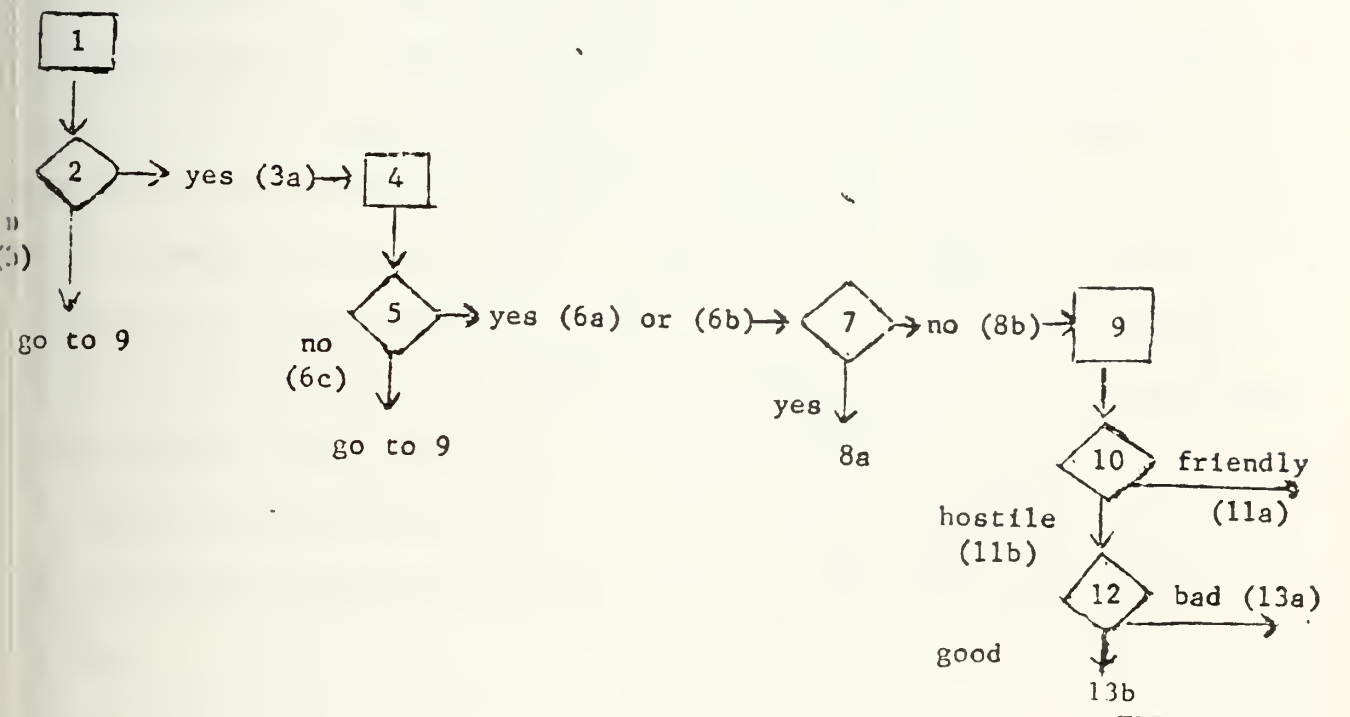 1
2 yes (3a) 4
go to 9
5 yes (6a) or (6b) 7 no (8b) 9
no
(6c)
go to 9
yes
8a
10 friendly
(11a)
hostile
(11b)
12 bad (13a)
good
13b